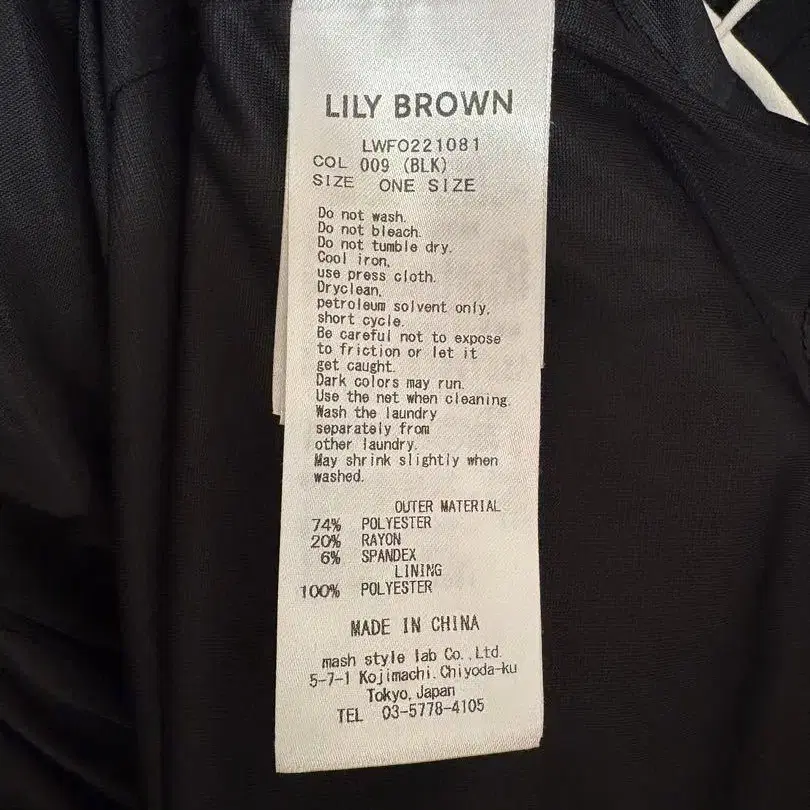 LILY BROWN
LWFO221081
COL 009 (BLK)
SIZE ONE SIZE
Do not wash.
Do not bleach.
Do not tumble dry.
Cool iron,
use press cloth.
Dryclean,
petroleum solvent only,
short cycle.
Be careful not to expose
to friction or let it
get caught.
Dark colors may run.
Use the net when cleaning.
Wash the laundry
separately from
other laundry.
May shrink slightly when
washed.
OUTER MATERIAL
74% POLYESTER
20% RAYON
6% SPANDEX
LINING
100% POLYESTER
MADE IN CHINA
mash style lab Co.,Ltd.
5-7-1 Kojimachi.Chiyoda-ku
Tokyo,Japan
TEL 03-5778-4105